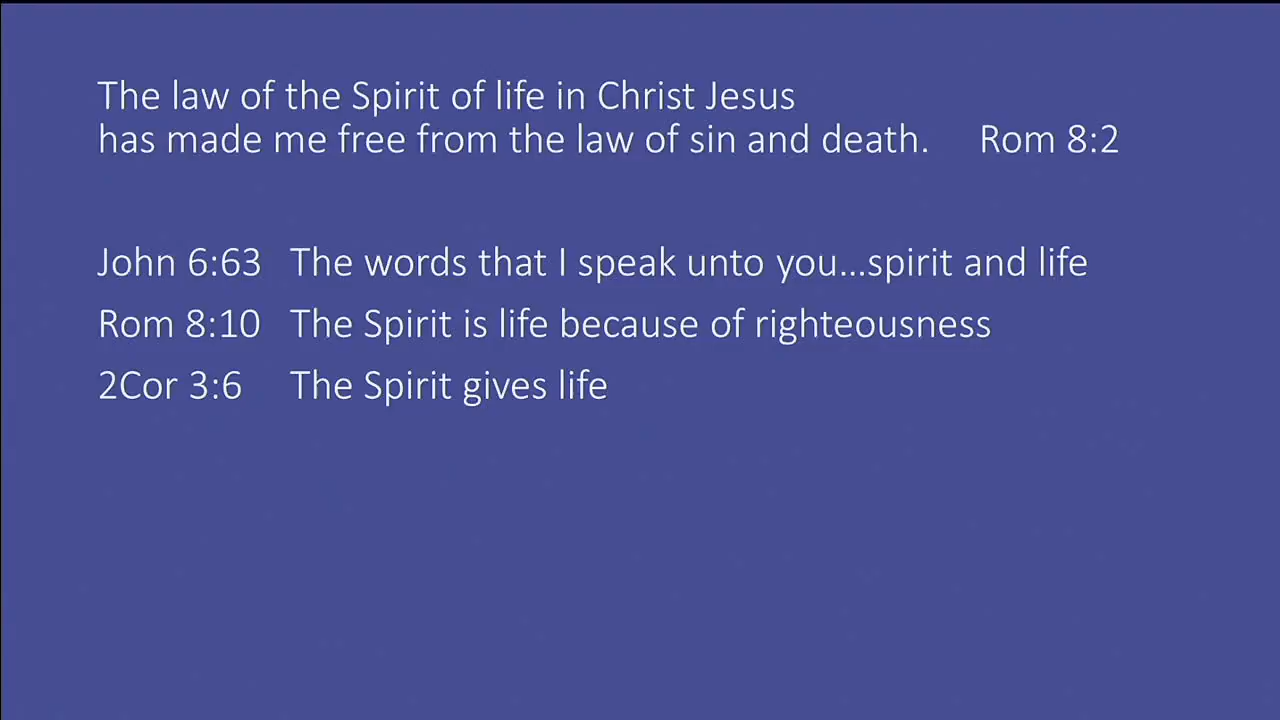 The law of the Spirit of life in Christ Jesus
has made me free from the law of sin and death. Rom 8:2
John 6:63 The words that I speak unto you...spirit and life
Rom 8:10 The Spirit is life because of righteousness
2Cor 3:6 The Spirit gives life